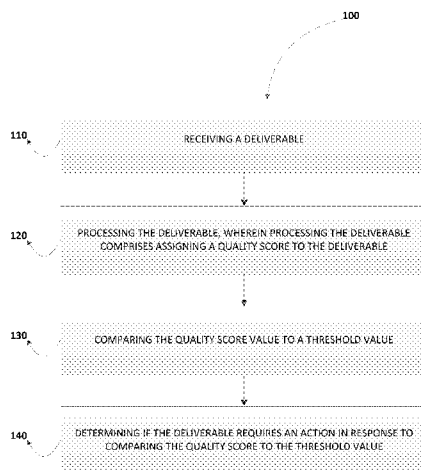 100
110
RECEIVING A DELIVERABLE
120
PROCESSING THE DELIVERABLE, WHEREIN PROCESSING THE DELIVERABLE
COMPRISES ASSIGNING A QUALITY SCORE TO THE DELIVERABLE
130
COMPARING THE QUALITY SCORE VALUE TO A THRESHOLD VALUE
140
DETERMINING IF THE DELIVERABLE REQUIRES AN ACTION IN RESPONSE TO
COMPARING THE QUALITY SCORE TO THE THRESHOLD VALUE